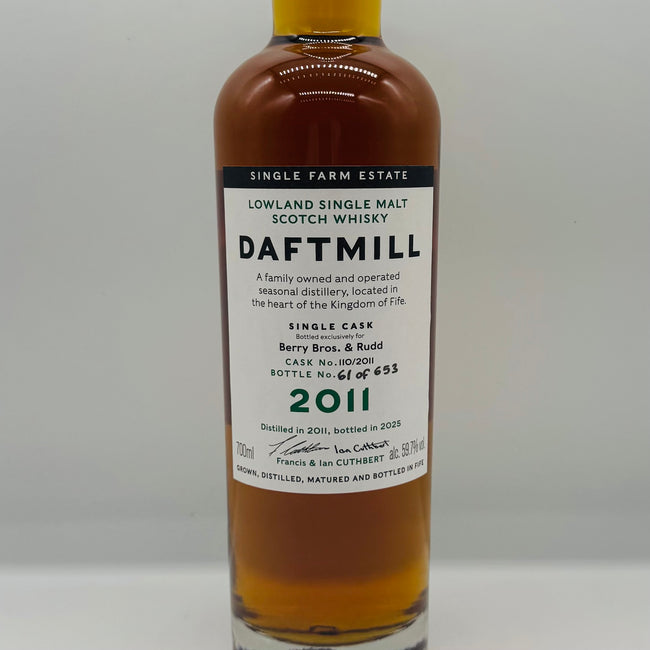 SINGLE FARM ESTATE
LOWLAND SINGLE MALT
SCOTCH WHISKY
DAFTMILL
A family owned and operated
seasonal distillery, located in
the heart of the Kingdom of Fife.
SINGLE CASK
Bottled exclusively for
Berry Bros. & Rudd
CASK No. 110/2011
BOTTLE No. 61 of 653
2011
Distilled in 2011, bottled in 2025
700ml Ian Cuthbert alc. 59.7% vol.
Francis & Ian CUTHBERT
GROWN, DISTILLED, MATURED AND BOTTLED IN FIFE